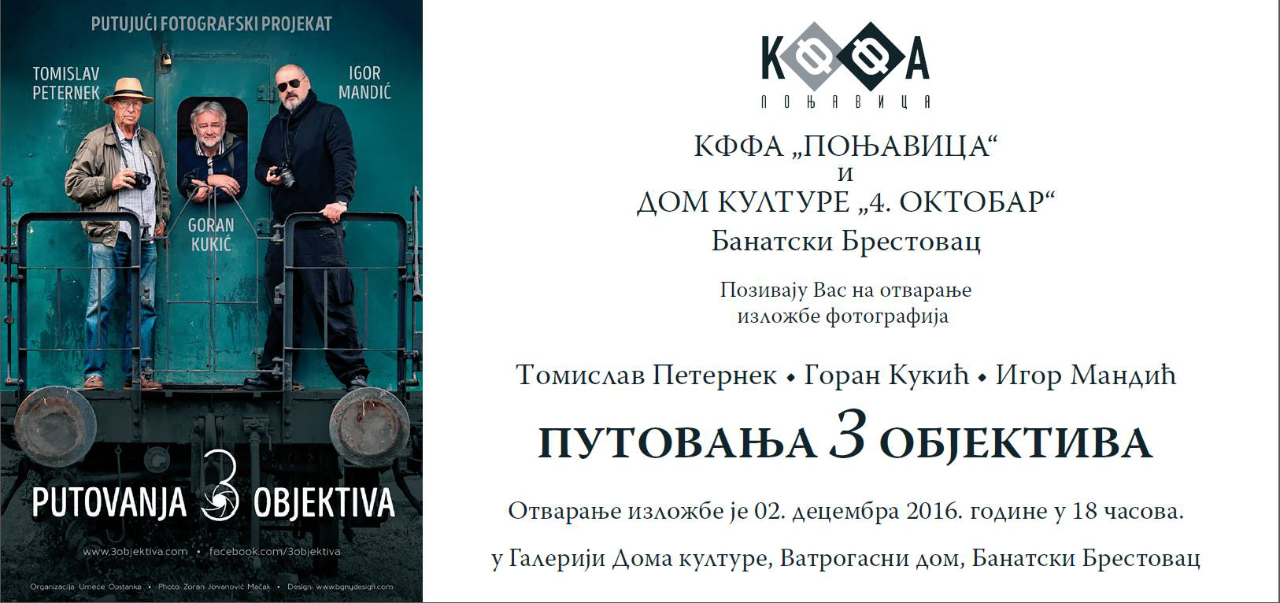 PUTUJUĆI FOTOGRAFSKI PROJEKAT
TOMISLAV
PETERNEK
IGOR
MANDIĆ
GORAN
KUKIĆ
PUTOVANJA 3 OBJEKTIVA
www.3objektiva.com • facebook.com/3objektiva
Organizacija Umeće Opstanka • Photo: Zoran Jovanović Mačak • Design: www.bgnydesign.com
КФФА
ПОЊАВИЦА
КФФА „ПОЊАВИЦА“
и
ДОМ КУЛТУРЕ „4. ОКТОБАР“
Банатски Брестовац
Позивају Вас на отварање
изложбе фотографија
Томислав Петернек • Горан Кукић • Игор Мандић
ПУТОВАЊА 3 ОБЈЕКТИВА
Отварање изложбе је 02. децембра 2016. године у 18 часова.
у Галерији Дома културе, Ватрогасни дом, Банатски Брестовац